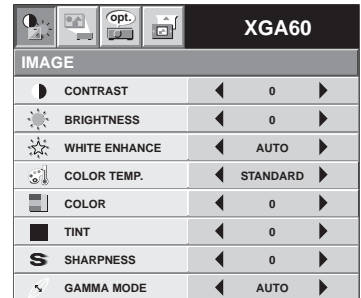 opt.
XGA60
IMAGE
CONTRAST 0
BRIGHTNESS 0
WHITE ENHANCE AUTO
COLOR TEMP. STANDARD
COLOR 0
TINT 0
SHARPNESS 0
GAMMA MODE AUTO